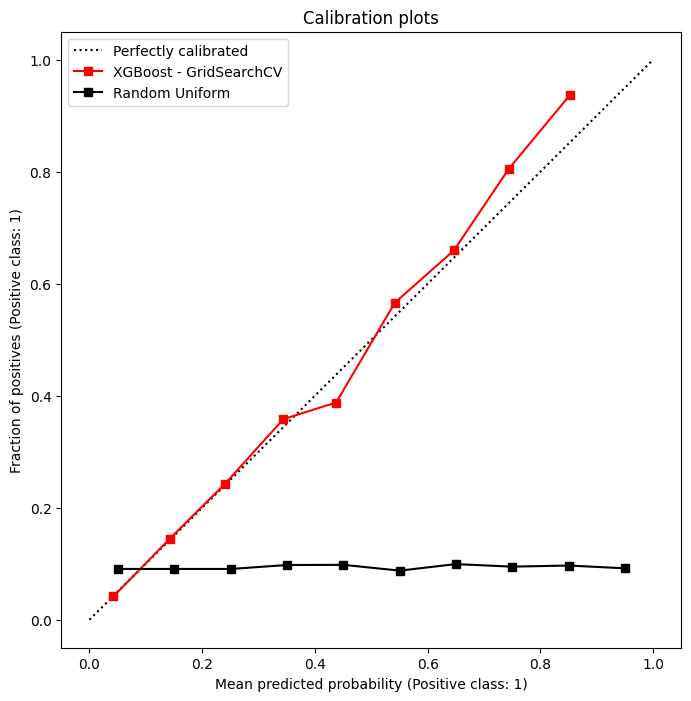 Calibration plots
Perfectly calibrated
XGBoost - GridSearchCV
Random Uniform
1.0
0.8
0.6
0.4
0.2
0.0
Fraction of positives (Positive class: 1)
0.0 0.2 0.4 0.6 0.8 1.0
Mean predicted probability (Positive class: 1)